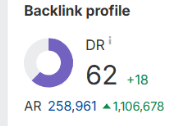 Backlink profile
DR i
62 +18
AR 258,961 ▲1,106,678